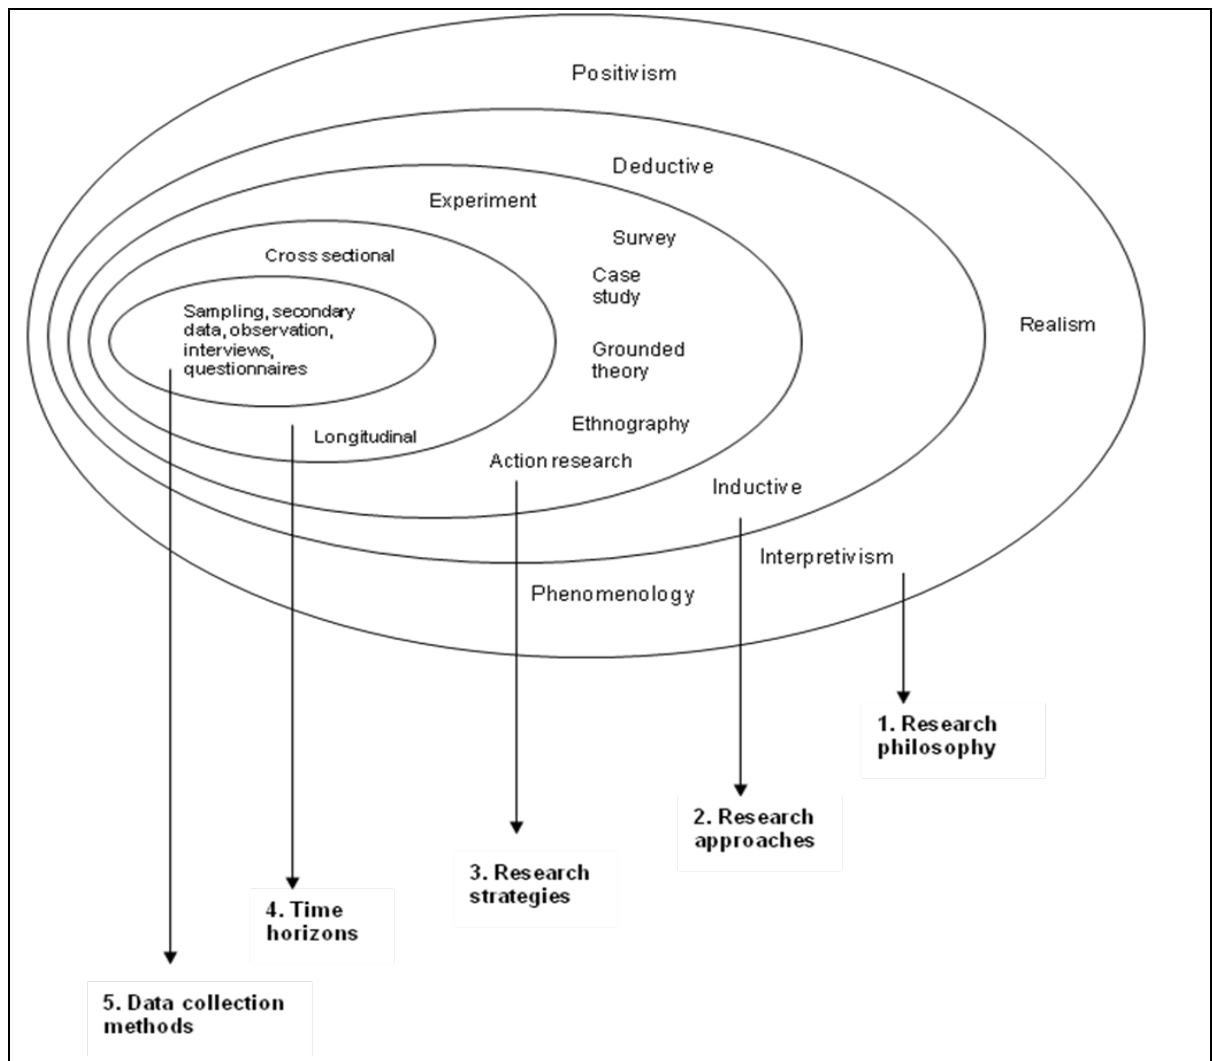 Positivism
Deductive
Experiment
Survey
Cross sectional
Case
study
Sampling, secondary
data, observation,
interviews,
questionnaires
Realism
Grounded
theory
Ethnography
Longitudinal
Action research
Inductive
Interpretivism
Phenomenology
1. Research
philosophy
2. Research
approaches
3. Research
strategies
4. Time
horizons
5. Data collection
methods